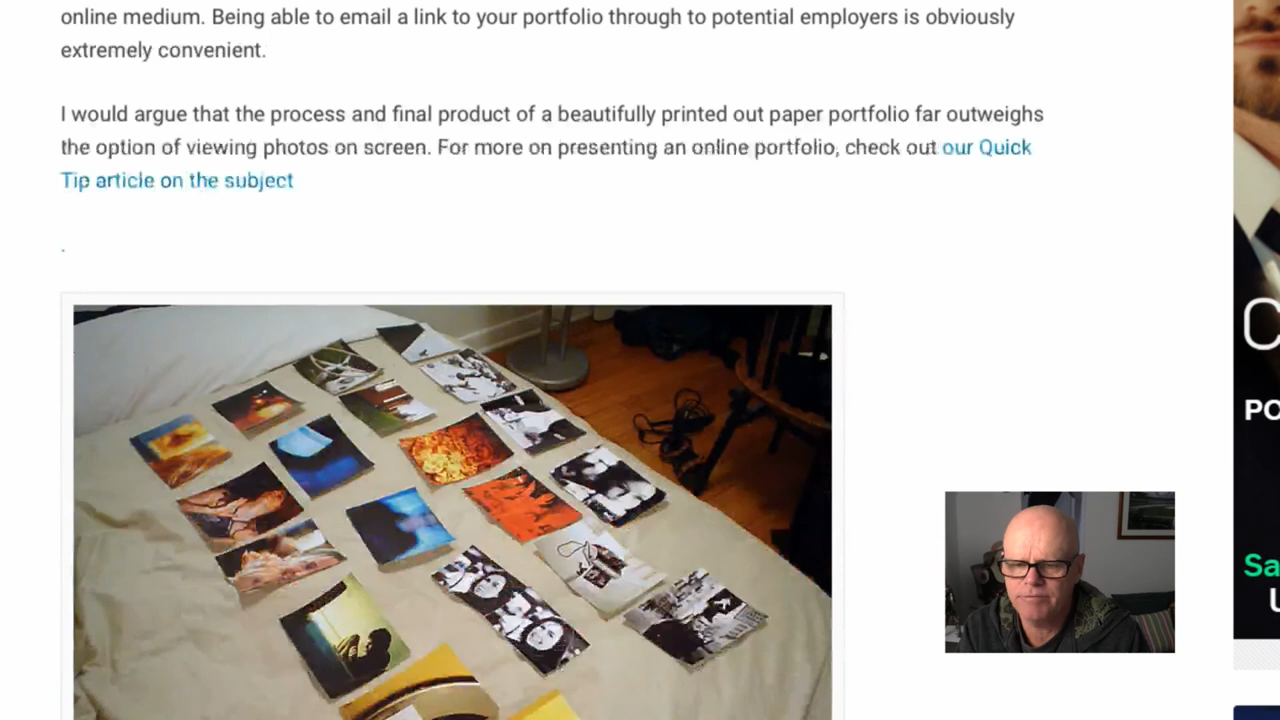 online medium. Being able to email a link to your portfolio through to potential employers is obviously
extremely convenient.
I would argue that the process and final product of a beautifully printed out paper portfolio far outweighs
the option of viewing photos on screen. For more on presenting an online portfolio, check out our Quick
Tip article on the subject
.